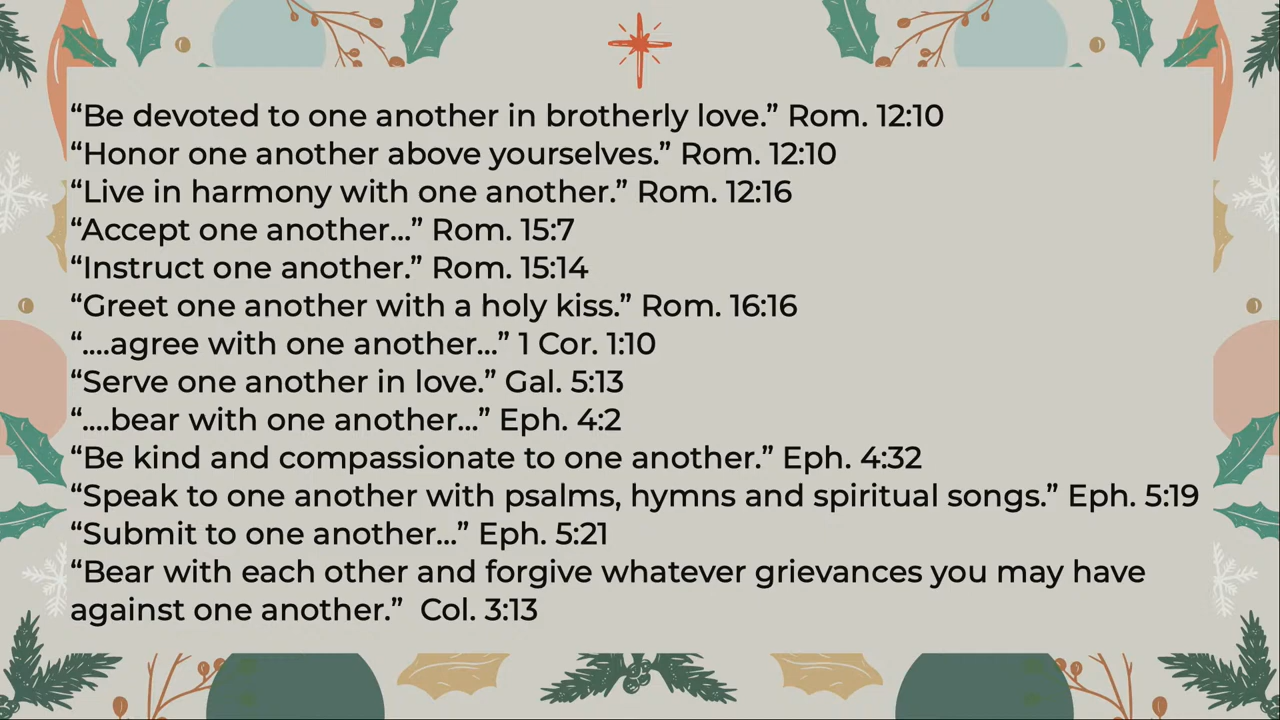 “Be devoted to one another in brotherly love.” Rom. 12:10
“Honor one another above yourselves.” Rom. 12:10
“Live in harmony with one another.” Rom. 12:16
“Accept one another...” Rom. 15:7
“Instruct one another.” Rom. 15:14
“Greet one another with a holy kiss.” Rom. 16:16
“....agree with one another...” 1 Cor. 1:10
“Serve one another in love.” Gal. 5:13
“....bear with one another...” Eph. 4:2
“Be kind and compassionate to one another.” Eph. 4:32
“Speak to one another with psalms, hymns and spiritual songs.” Eph. 5:19
“Submit to one another...” Eph. 5:21
“Bear with each other and forgive whatever grievances you may have
against one another.”  Col. 3:13